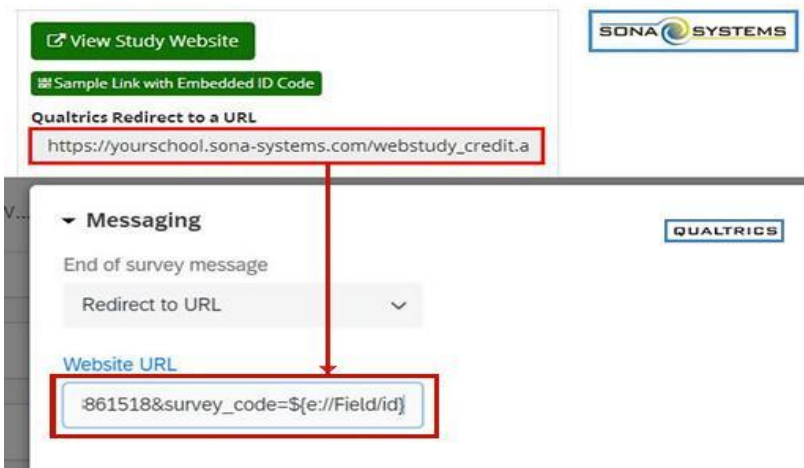 View Study Website
SONA SYSTEMS
Sample Link with Embedded ID Code
Qualtrics Redirect to a URL
https://yourschool.sona-systems.com/webstudy_credit.a
V...
Messaging
QUALTRICS
End of survey message
Redirect to URL
Website URL
861518&survey_code=${e://Field/id}